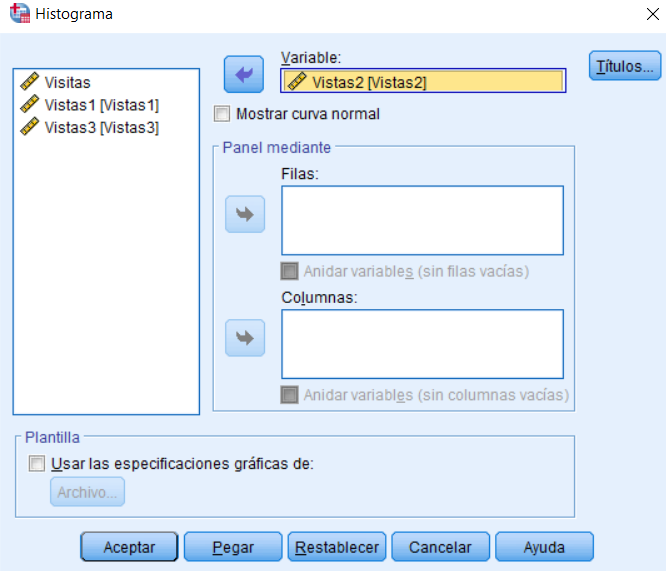 Histograma
Visitas
Vistas1 [Vistas1]
Vistas3 [Vistas3]
Variable:
Vistas2 [Vistas2]
Títulos...
Mostrar curva normal
Panel mediante
Filas:
Anidar variables (sin filas vacías)
Columnas:
Anidar variables (sin columnas vacías)
Plantilla
Usar las especificaciones gráficas de:
Archivo...
Aceptar Pegar Restablecer Cancelar Ayuda